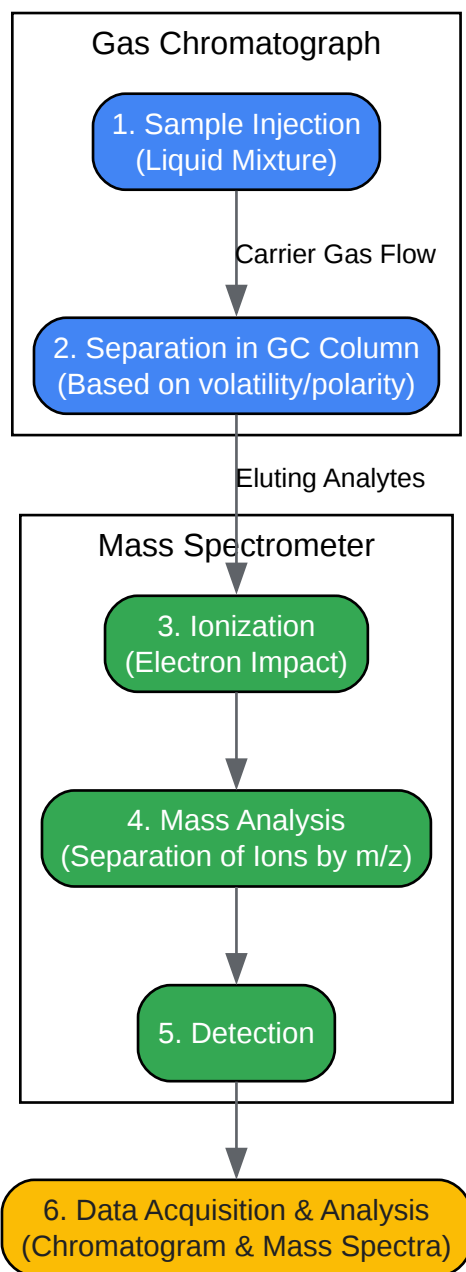 Gas Chromatograph
1. Sample Injection
(Liquid Mixture)
Carrier Gas Flow
2. Separation in GC Column
(Based on volatility/polarity)
Eluting Analytes
Mass Spectrometer
3. Ionization
(Electron Impact)
4. Mass Analysis
(Separation of Ions by m/z)
5. Detection
6. Data Acquisition & Analysis
(Chromatogram & Mass Spectra)